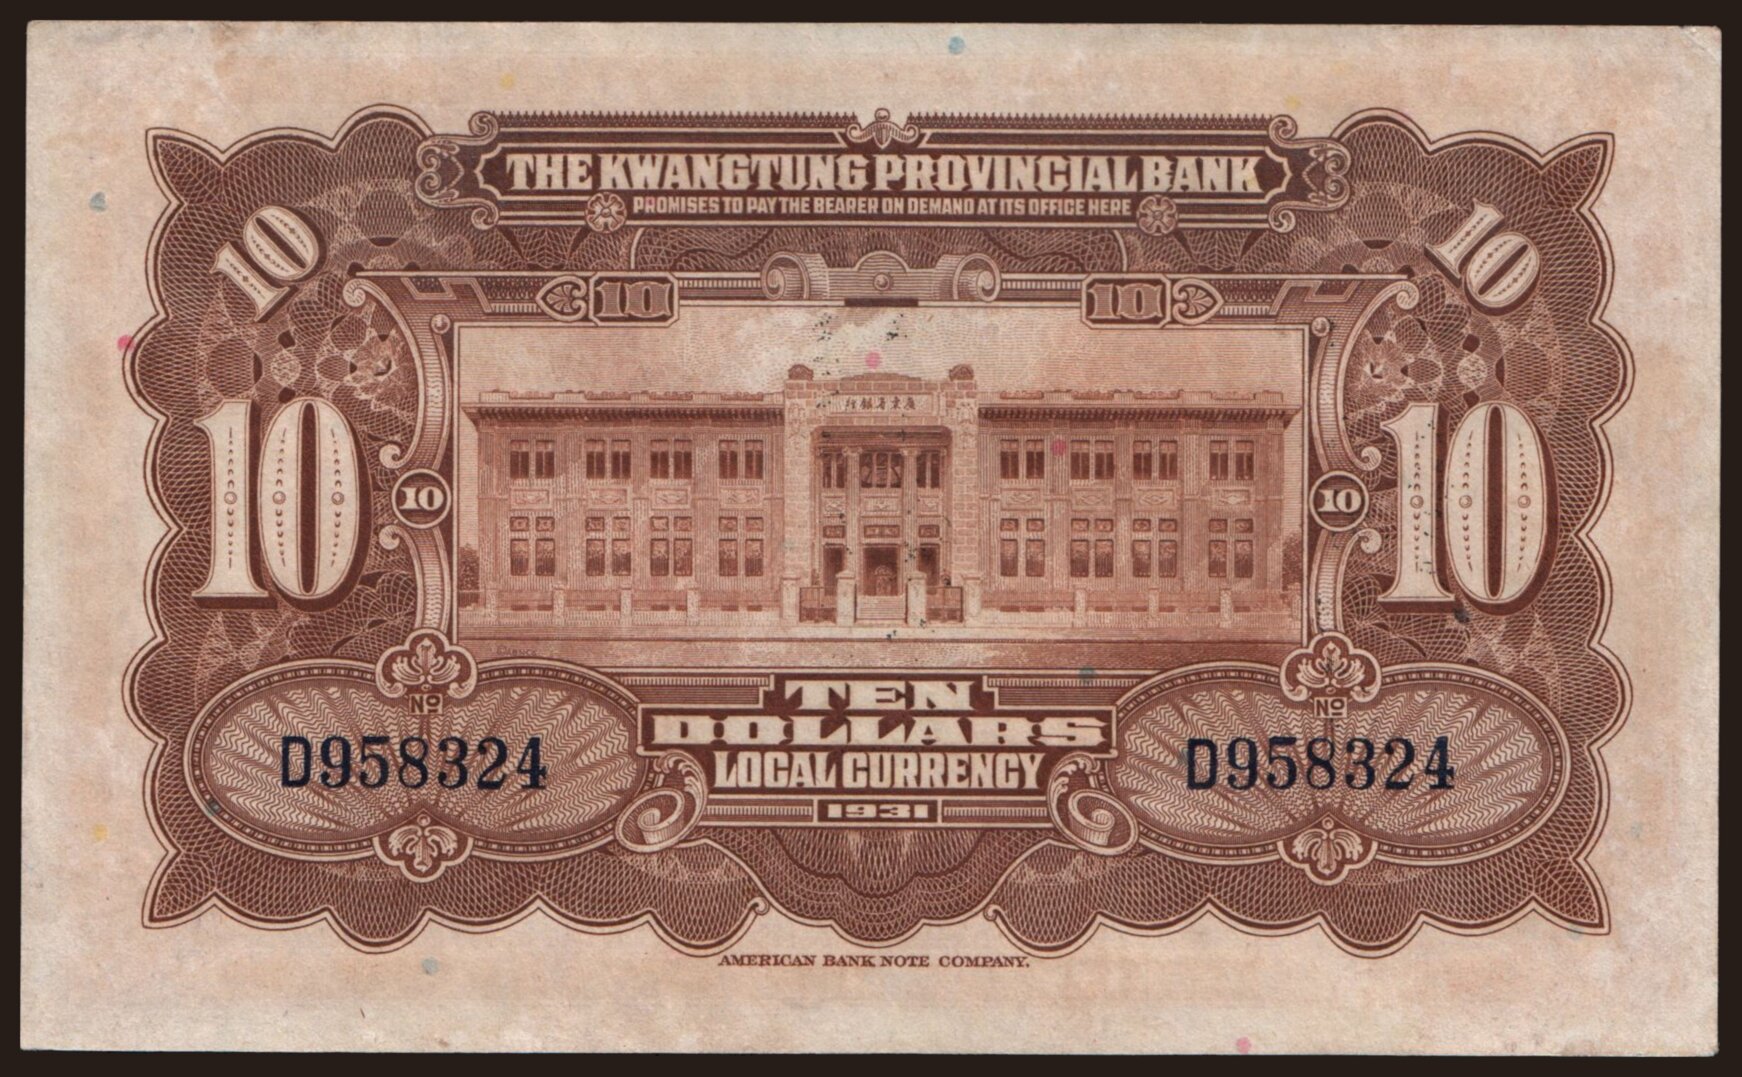 THE KWANGTUNG PROVINCIAL BANK
PROMISES TO PAY THE BEARER ON DEMAND AT ITS OFFICE HERE
10 10
10 10
行銀省東廣
10 10 10 10
TEN
DOLLARS
Nº Nº
D958324 D958324
LOCAL CURRENCY
1931
AMERICAN BANK NOTE COMPANY.